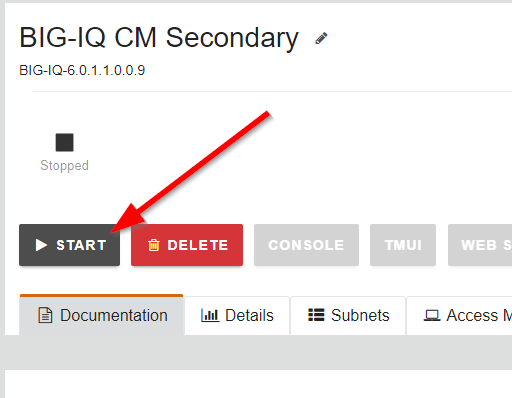 BIG-IQ CM Secondary
BIG-IQ-6.0.1.1.0.0.9
Stopped
START DELETE CONSOLE TMUI WEB S
Documentation Details Subnets Access M